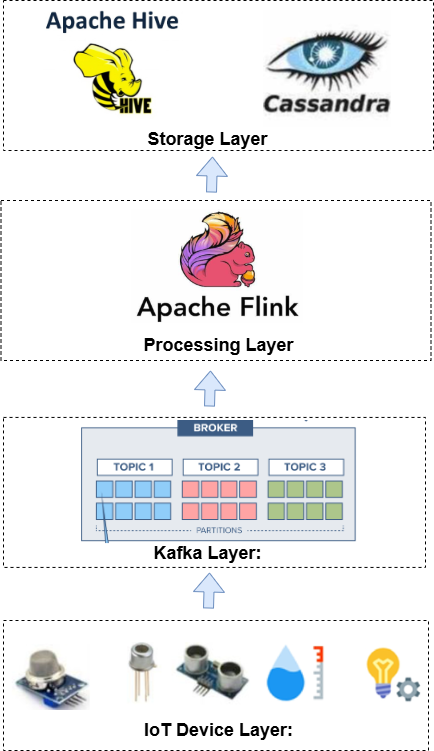 Apache Hive
HIVE
Cassandra
Storage Layer
Apache Flink
Processing Layer
BROKER
TOPIC 1 TOPIC 2 TOPIC 3
PARTITIONS
Kafka Layer:
IoT Device Layer: